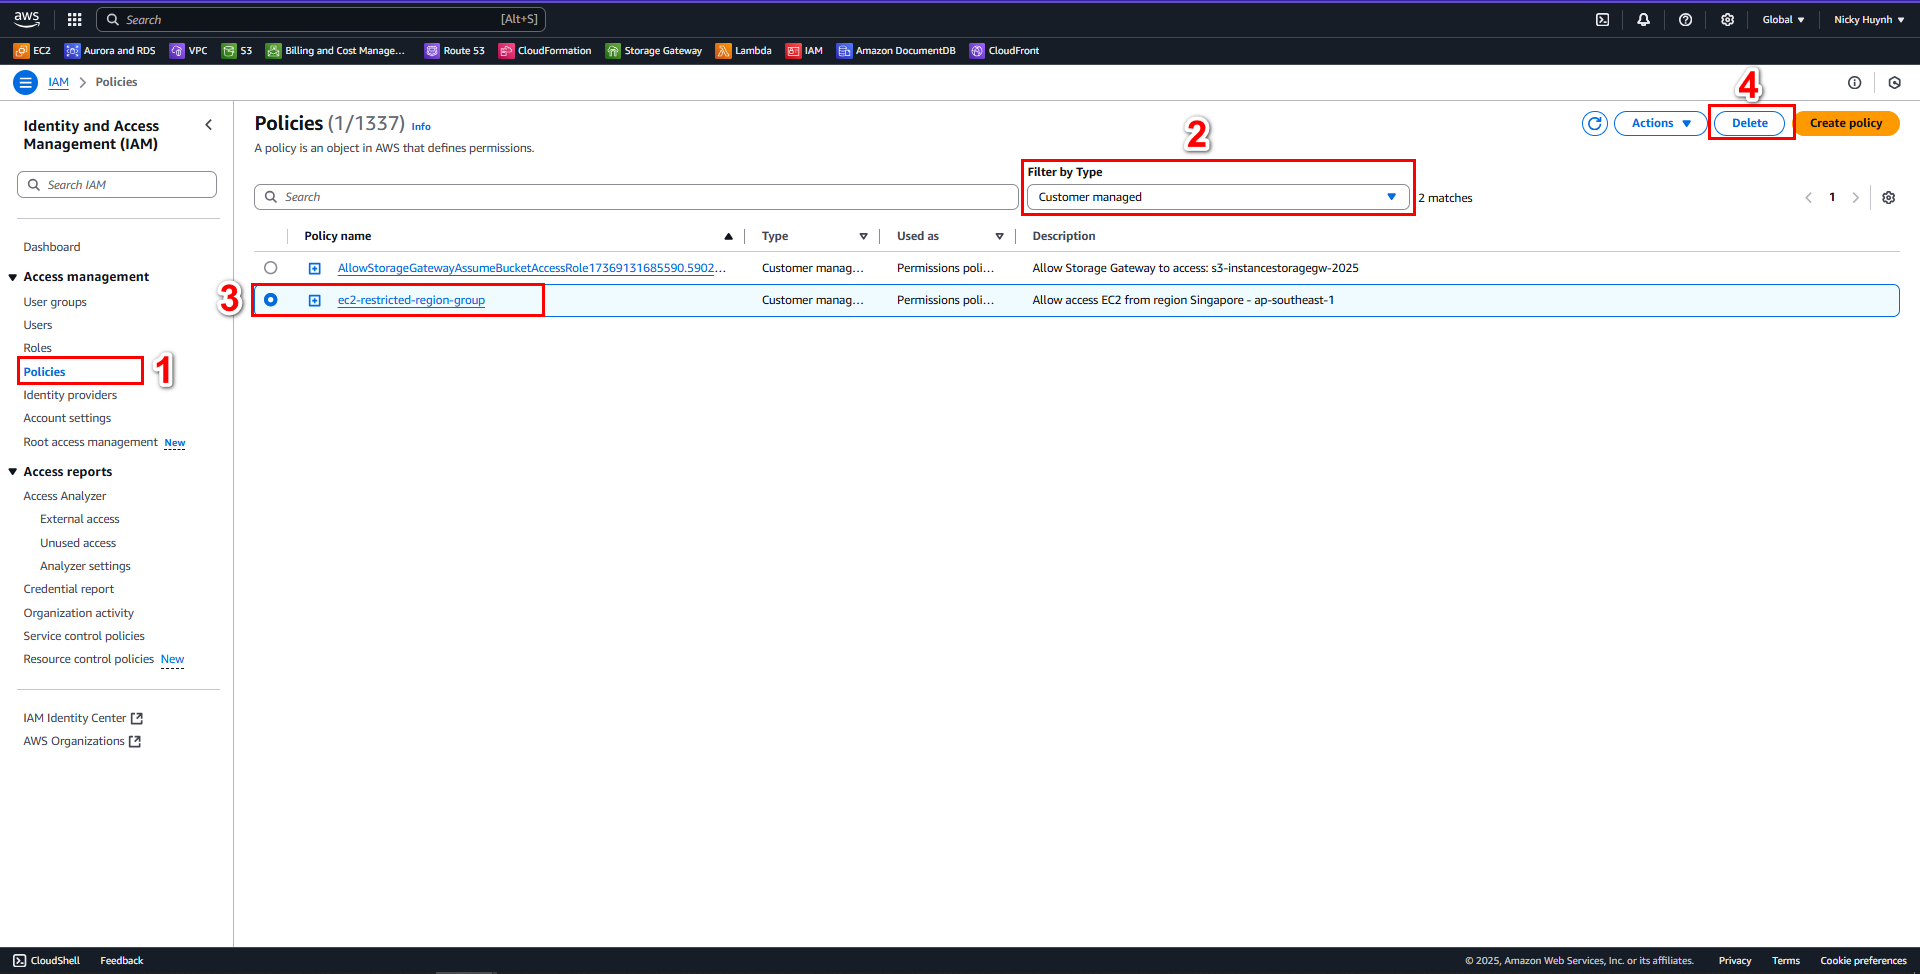 aws
Search
[Alt+S]
Global
Nicky Huynh
EC2
Aurora and RDS
VPC
S3
Billing and Cost Manage...
Route 53
CloudFormation
Storage Gateway
Lambda
IAM
Amazon DocumentDB
CloudFront
IAM
Policies
Identity and Access
Management (IAM)
Search IAM
Dashboard
Access management
User groups
Users
Roles
Policies
1
Identity providers
Account settings
Root access management New
Access reports
Access Analyzer
External access
Unused access
Analyzer settings
Credential report
Organization activity
Service control policies
Resource control policies New
IAM Identity Center
AWS Organizations
Policies (1/1337) Info
A policy is an object in AWS that defines permissions.
Actions
4
Delete
Create policy
2
Filter by Type
Search
Customer managed
2 matches
1
Policy name
Type
Used as
Description
AllowStorageGatewayAssumeBucketAccessRole17369131685590.5902...
Customer manag...
Permissions poli...
Allow Storage Gateway to access: s3-instancestoragegw-2025
3
ec2-restricted-region-group
Customer manag...
Permissions poli...
Allow access EC2 from region Singapore - ap-southeast-1
CloudShell
Feedback
© 2025, Amazon Web Services, Inc. or its affiliates.
Privacy
Terms
Cookie preferences